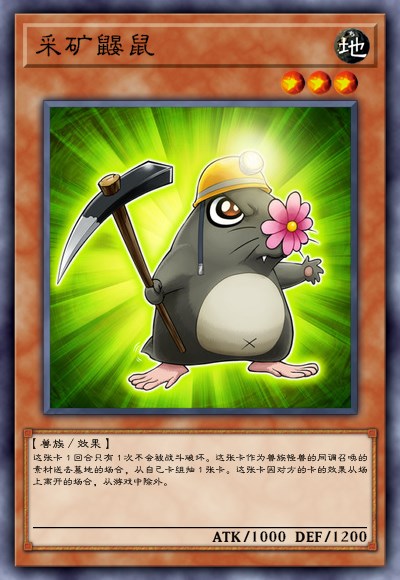 采矿鼹鼠
地
【兽族／效果】
这张卡1回合只有1次不会被战斗破坏。这张卡作为兽族怪兽的同调召唤的
素材送去墓地的场合，从自己卡组抽1张卡。这张卡因对方的卡的效果从场
上离开的场合，从游戏中除外。
ATK/1000 DEF/1200